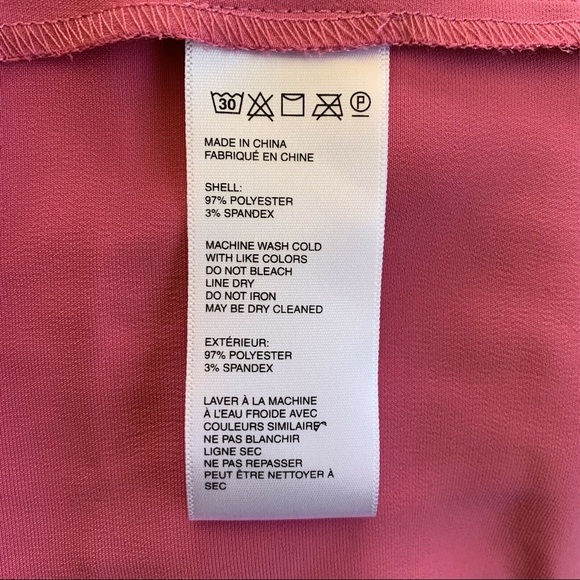 30 P
MADE IN CHINA
FABRIQUÉ EN CHINE
SHELL:
97% POLYESTER
3% SPANDEX
MACHINE WASH COLD
WITH LIKE COLORS
DO NOT BLEACH
LINE DRY
DO NOT IRON
MAY BE DRY CLEANED
EXTÉRIEUR:
97% POLYESTER
3% SPANDEX
LAVER À LA MACHINE
À L'EAU FROIDE AVEC
COULEURS SIMILAIRES
NE PAS BLANCHIR
LIGNE SEC
NE PAS REPASSER
PEUT ÊTRE NETTOYER À
SEC